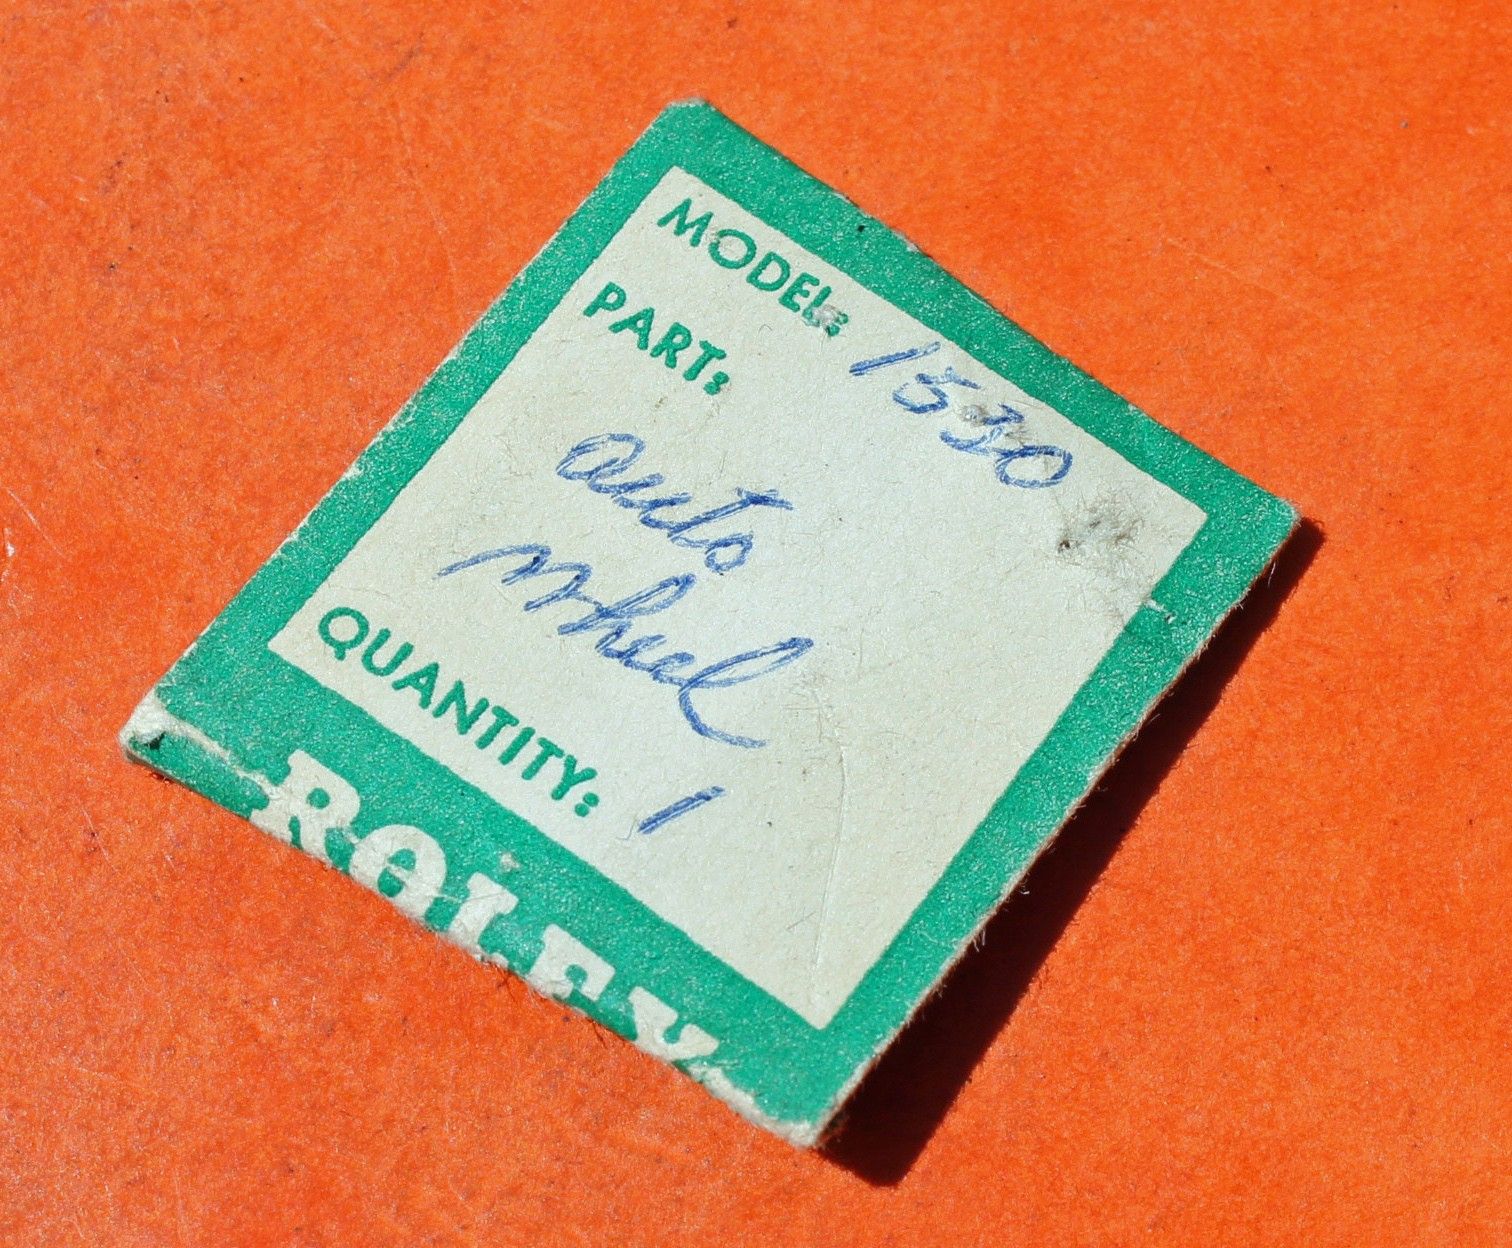 MODEL: 1530
PART:
auto
wheel
QUANTITY: 1
ROLEX